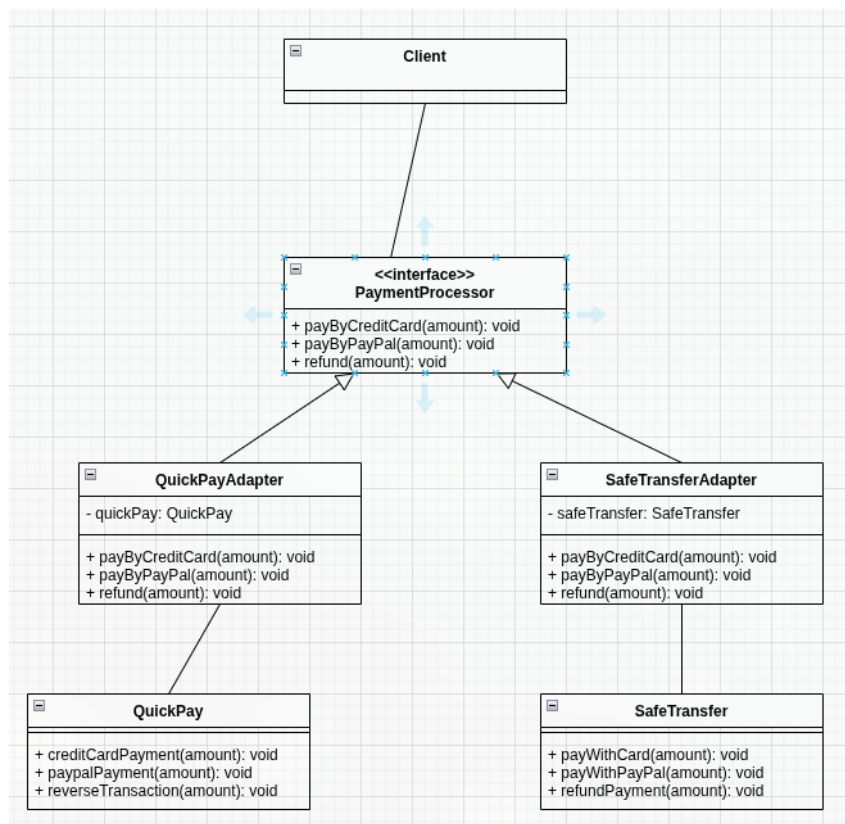 Client
<<interface>>
PaymentProcessor
+ payByCreditCard(amount): void
+ payByPayPal(amount): void
+ refund(amount): void
QuickPayAdapter
- quickPay: QuickPay
+ payByCreditCard(amount): void
+ payByPayPal(amount): void
+ refund(amount): void
SafeTransferAdapter
- safeTransfer: SafeTransfer
+ payByCreditCard(amount): void
+ payByPayPal(amount): void
+ refund(amount): void
QuickPay
+ creditCardPayment(amount): void
+ paypalPayment(amount): void
+ reverseTransaction(amount): void
SafeTransfer
+ payWithCard(amount): void
+ payWithPayPal(amount): void
+ refundPayment(amount): void